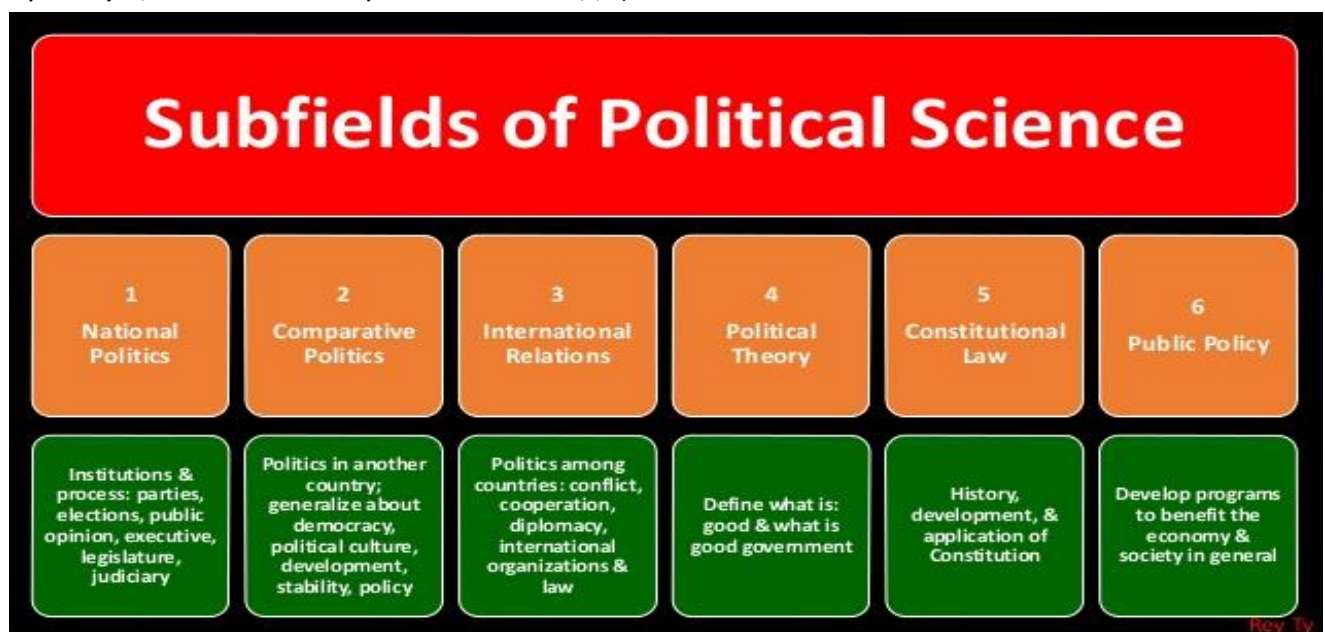 Subfields of Political Science
1
National
Politics
2
Comparative
Politics
3
International
Relations
4
Political
Theory
5
Constitutional
Law
6
Public Policy
Institutions &
process: parties,
elections, public
opinion, executive,
legislature,
judiciary
Politics in another
country;
generalize about
democracy,
political culture,
development,
stability, policy
Politics among
countries: conflict,
cooperation,
diplomacy,
international
organizations &
law
Define what is:
good & what is
good government
History,
development, &
application of
Constitution
Develop programs
to benefit the
economy &
society in general
Rey Ty